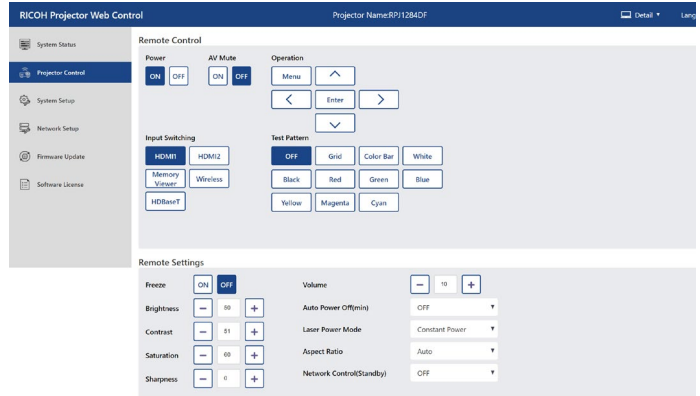 RICOH Projector Web Control
Projector Name:RPJ1284DF
Detail
Lang
System Status
Projector Control
System Setup
Network Setup
Firmware Update
Software License
Remote Control
Power
AV Mute
Operation
ON OFF
ON OFF
Menu
Enter
Input Switching
Test Pattern
HDMI1 HDMI2
OFF Grid Color Bar White
Memory
Viewer
Wireless
Black Red Green Blue
HDBaseT
Yellow Magenta Cyan
Remote Settings
Freeze ON OFF
Volume - 10 +
Brightness - 50 +
Auto Power Off(min) OFF
Contrast - 51 +
Laser Power Mode Constant Power
Saturation - 60 +
Aspect Ratio Auto
Sharpness - 0 +
Network Control(Standby) OFF